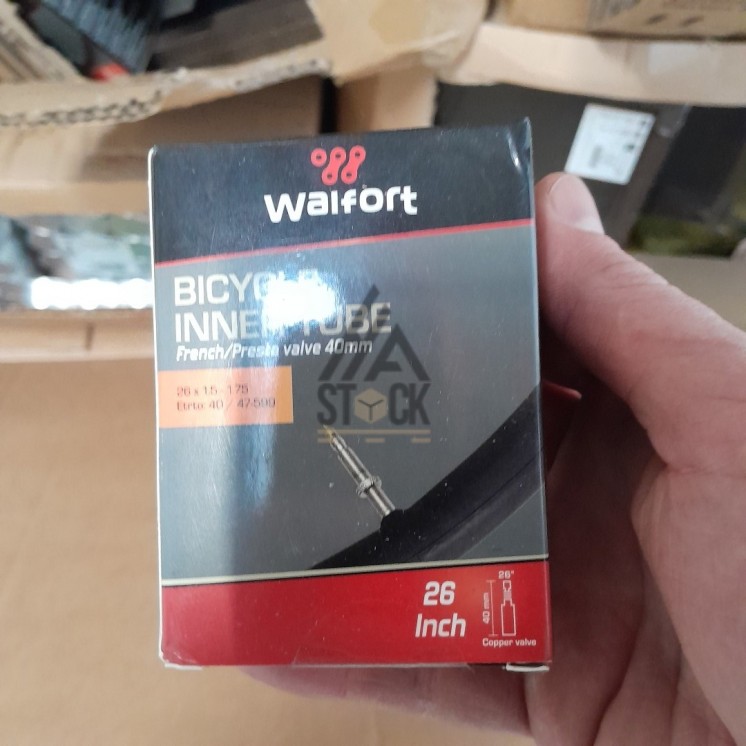 Walfort
BICYCLE
INNER TUBE
French/Presta valve 40mm
26 x 1.5 - 1.75
Etrto: 40 / 47-599
STOCK
26
Inch
26"
40 mm
Copper valve